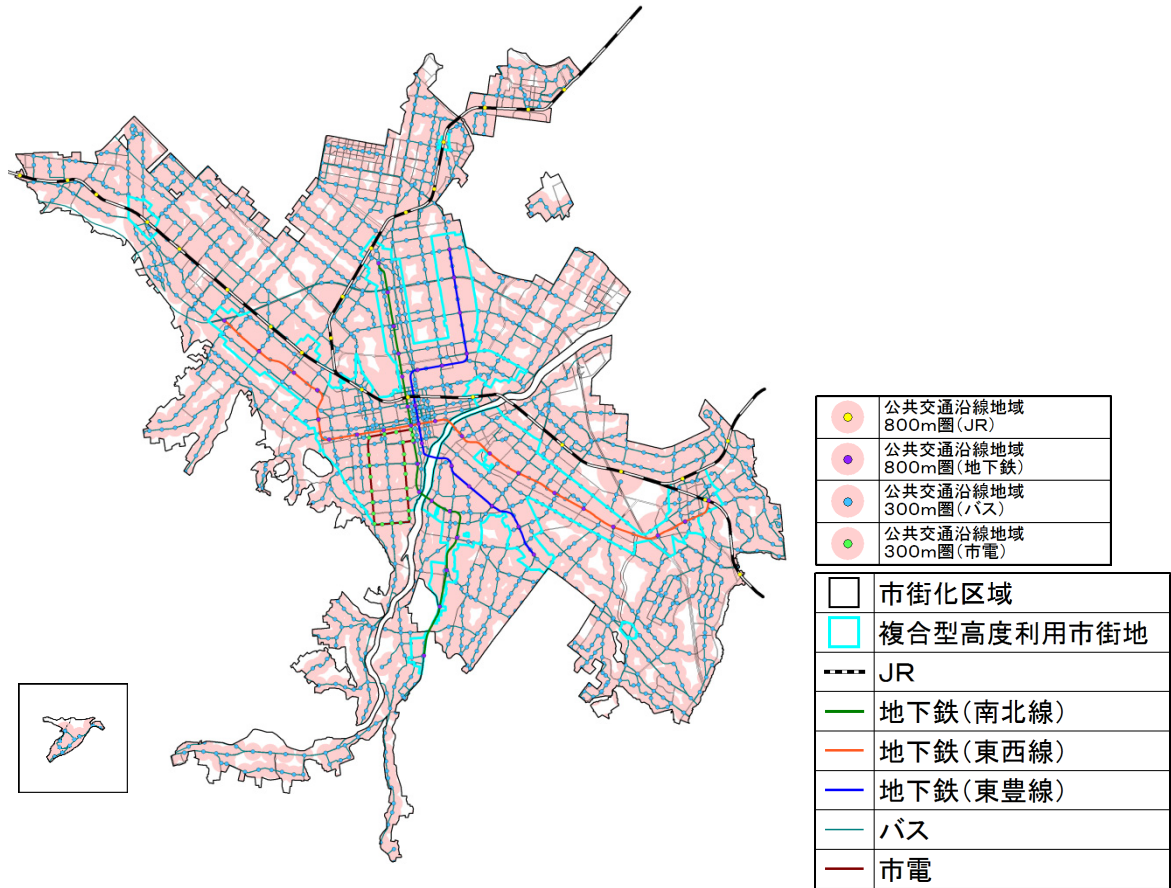 公共交通沿線地域
800m圏(JR)
公共交通沿線地域
800m圏(地下鉄)
公共交通沿線地域
300m圏(バス)
公共交通沿線地域
300m圏(市電)
市街化区域
複合型高度利用市街地
JR
地下鉄(南北線)
地下鉄(東西線)
地下鉄(東豊線)
バス
市電